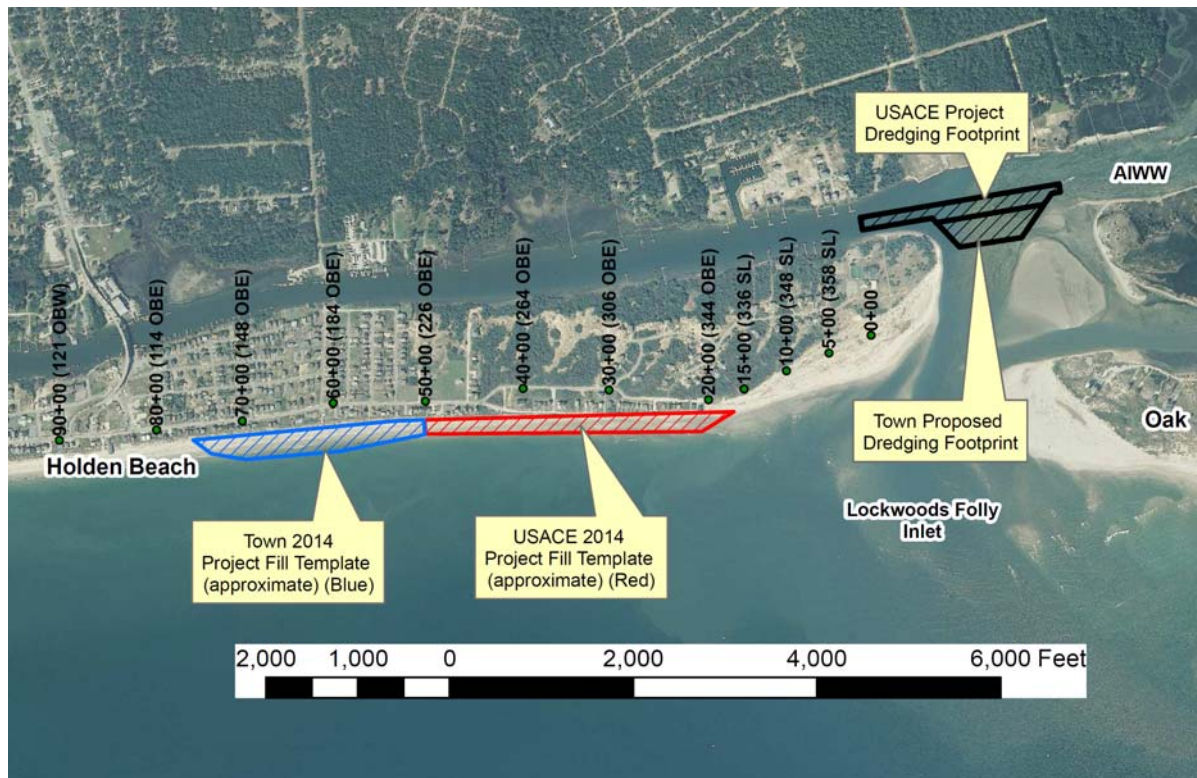 USACE Project
Dredging Footprint
AIWW
90+00 (121 OBW)
80+00 (114 OBE)
70+00 (148 OBE)
60+00 (184 OBE)
50+00 (226 OBE)
40+00 (264 OBE)
30+00 (306 OBE)
20+00 (344 OBE)
15+00 (336 SL)
10+00 (348 SL)
5+00 (358 SL)
0+00
Town Proposed
Dredging Footprint
Oak
Holden Beach
Lockwoods Folly
Inlet
Town 2014
Project Fill Template
(approximate) (Blue)
USACE 2014
Project Fill Template
(approximate) (Red)
2,000 1,000 0 2,000 4,000 6,000 Feet